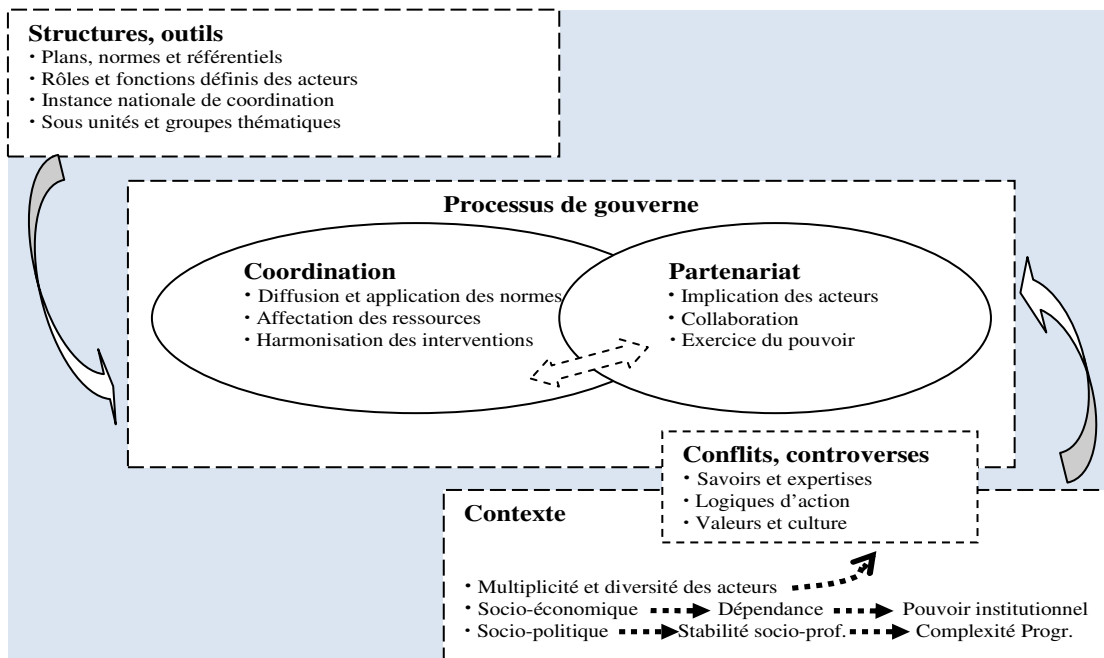 Structures, outils
· Plans, normes et référentiels
· Rôles et fonctions définis des acteurs
· Instance nationale de coordination
· Sous unités et groupes thématiques
Processus de gouverne
Coordination
· Diffusion et application des normes
· Affectation des ressources
· Harmonisation des interventions
Partenariat
· Implication des acteurs
· Collaboration
· Exercice du pouvoir
Conflits, controverses
· Savoirs et expertises
· Logiques d’action
· Valeurs et culture
Contexte
· Multiplicité et diversité des acteurs
· Socio-économique Dépendance Pouvoir institutionnel
· Socio-politique Stabilité socio-prof. Complexité Progr.